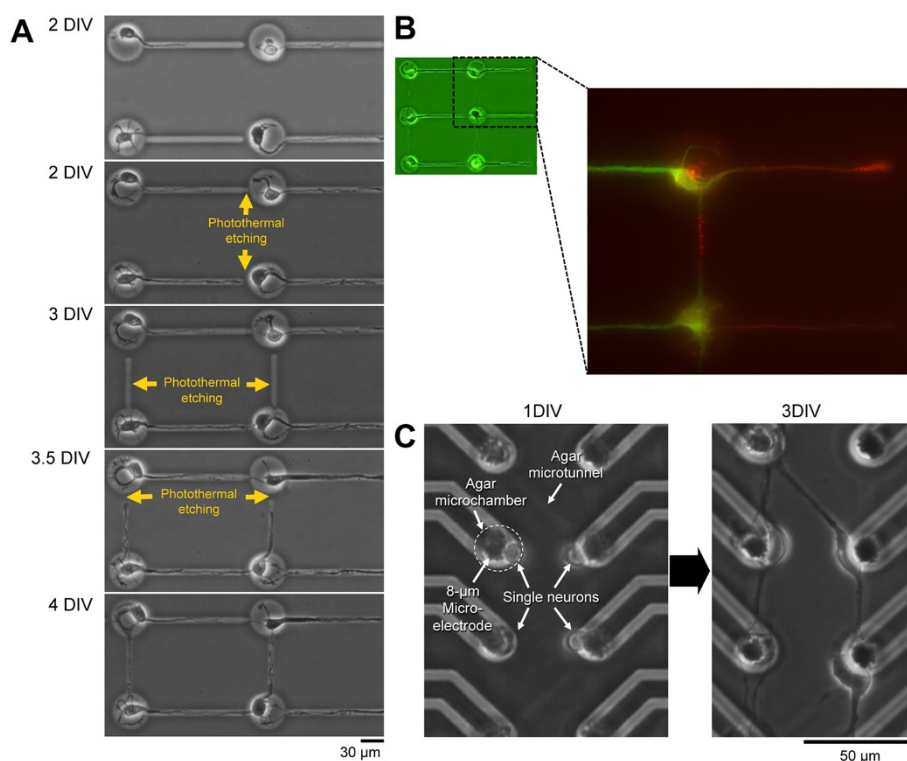 A
2 DIV
2 DIV
Photothermal
etching
3 DIV
Photothermal
etching
3.5 DIV
Photothermal
etching
4 DIV
30 µm
B
C
1DIV
3DIV
Agar
microtunnel
Agar
microchamber
8-µm
Micro-
electrode
Single neurons
50 µm